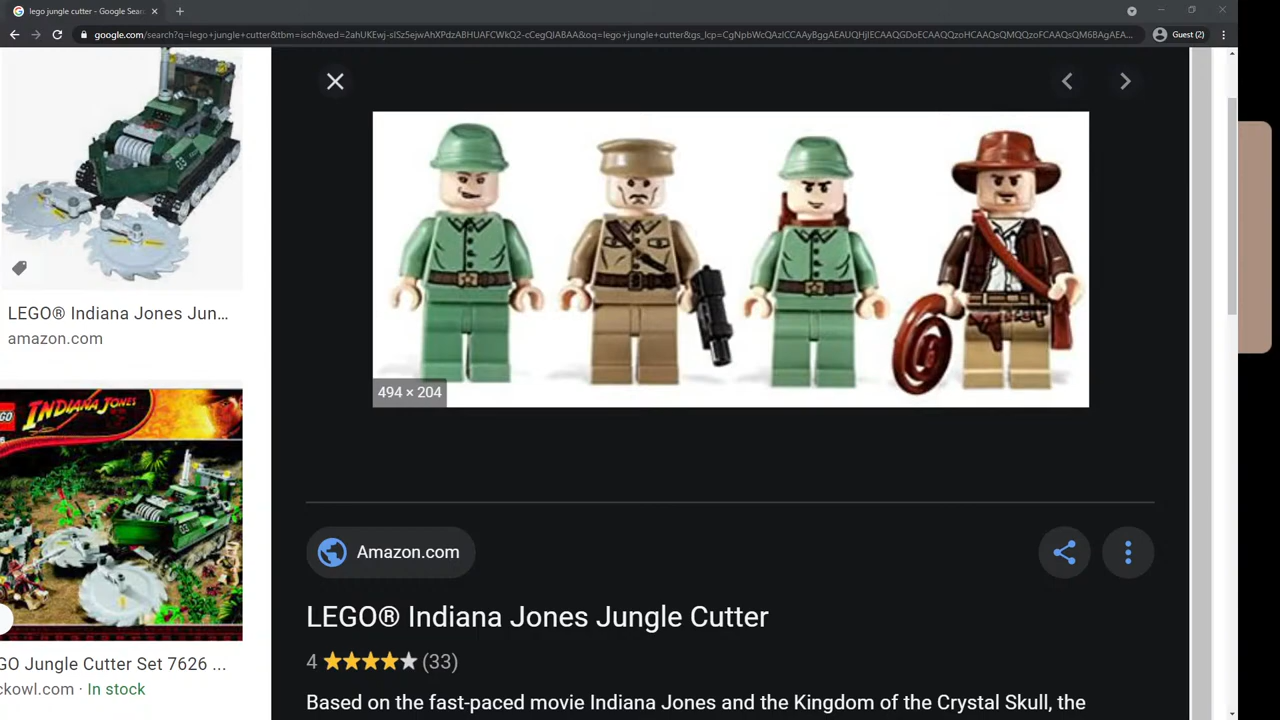 lego jungle cutter - Google Sear
google.com/search?q=lego+jungle+cutter&tbm=isch&ved=2ahUKEwj-sISz5ejwAhXPdzABHUAFCWkQ2-cCegQIABAA&oq=lego+jungle+cutter&gs_lcp=CgNpbWcQAzICCAAyBggAEAUQHjIECAAQGDoECAAQQzoHCAAQsQMQQzoFCAAQsQM6BAgAEA...
Guest (2)
03
LEGO® Indiana Jones Jun...
amazon.com
LEGO
INDIANA JONES
03
GO Jungle Cutter Set 7626 ...
ckowl.com · In stock
494 × 204
Amazon.com
LEGO® Indiana Jones Jungle Cutter
4 (33)
Based on the fast-paced movie Indiana Jones and the Kingdom of the Crystal Skull, the